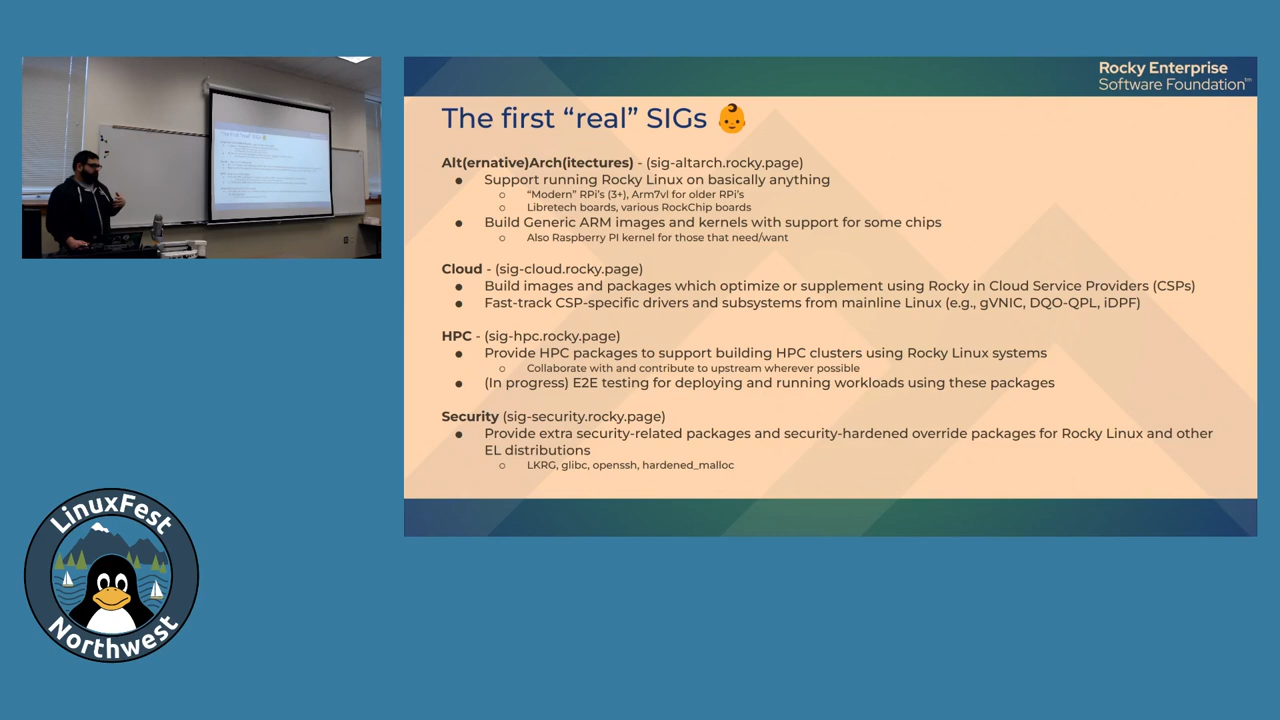 Rocky Enterprise
Software Foundation™
The first “real” SIGs
Alt(ernative)Arch(itectures) - (sig-altarch.rocky.page)
● Support running Rocky Linux on basically anything
○ “Modern” RPi’s (3+), Arm7vl for older RPi’s
○ Libretech boards, various RockChip boards
● Build Generic ARM images and kernels with support for some chips
○ Also Raspberry PI kernel for those that need/want
Cloud - (sig-cloud.rocky.page)
● Build images and packages which optimize or supplement using Rocky in Cloud Service Providers (CSPs)
● Fast-track CSP-specific drivers and subsystems from mainline Linux (e.g., gVNIC, DQO-QPL, iDPF)
HPC - (sig-hpc.rocky.page)
● Provide HPC packages to support building HPC clusters using Rocky Linux systems
○ Collaborate with and contribute to upstream wherever possible
● (In progress) E2E testing for deploying and running workloads using these packages
Security (sig-security.rocky.page)
● Provide extra security-related packages and security-hardened override packages for Rocky Linux and other
EL distributions
○ LKRG, glibc, openssh, hardened_malloc
LinuxFest
Northwest